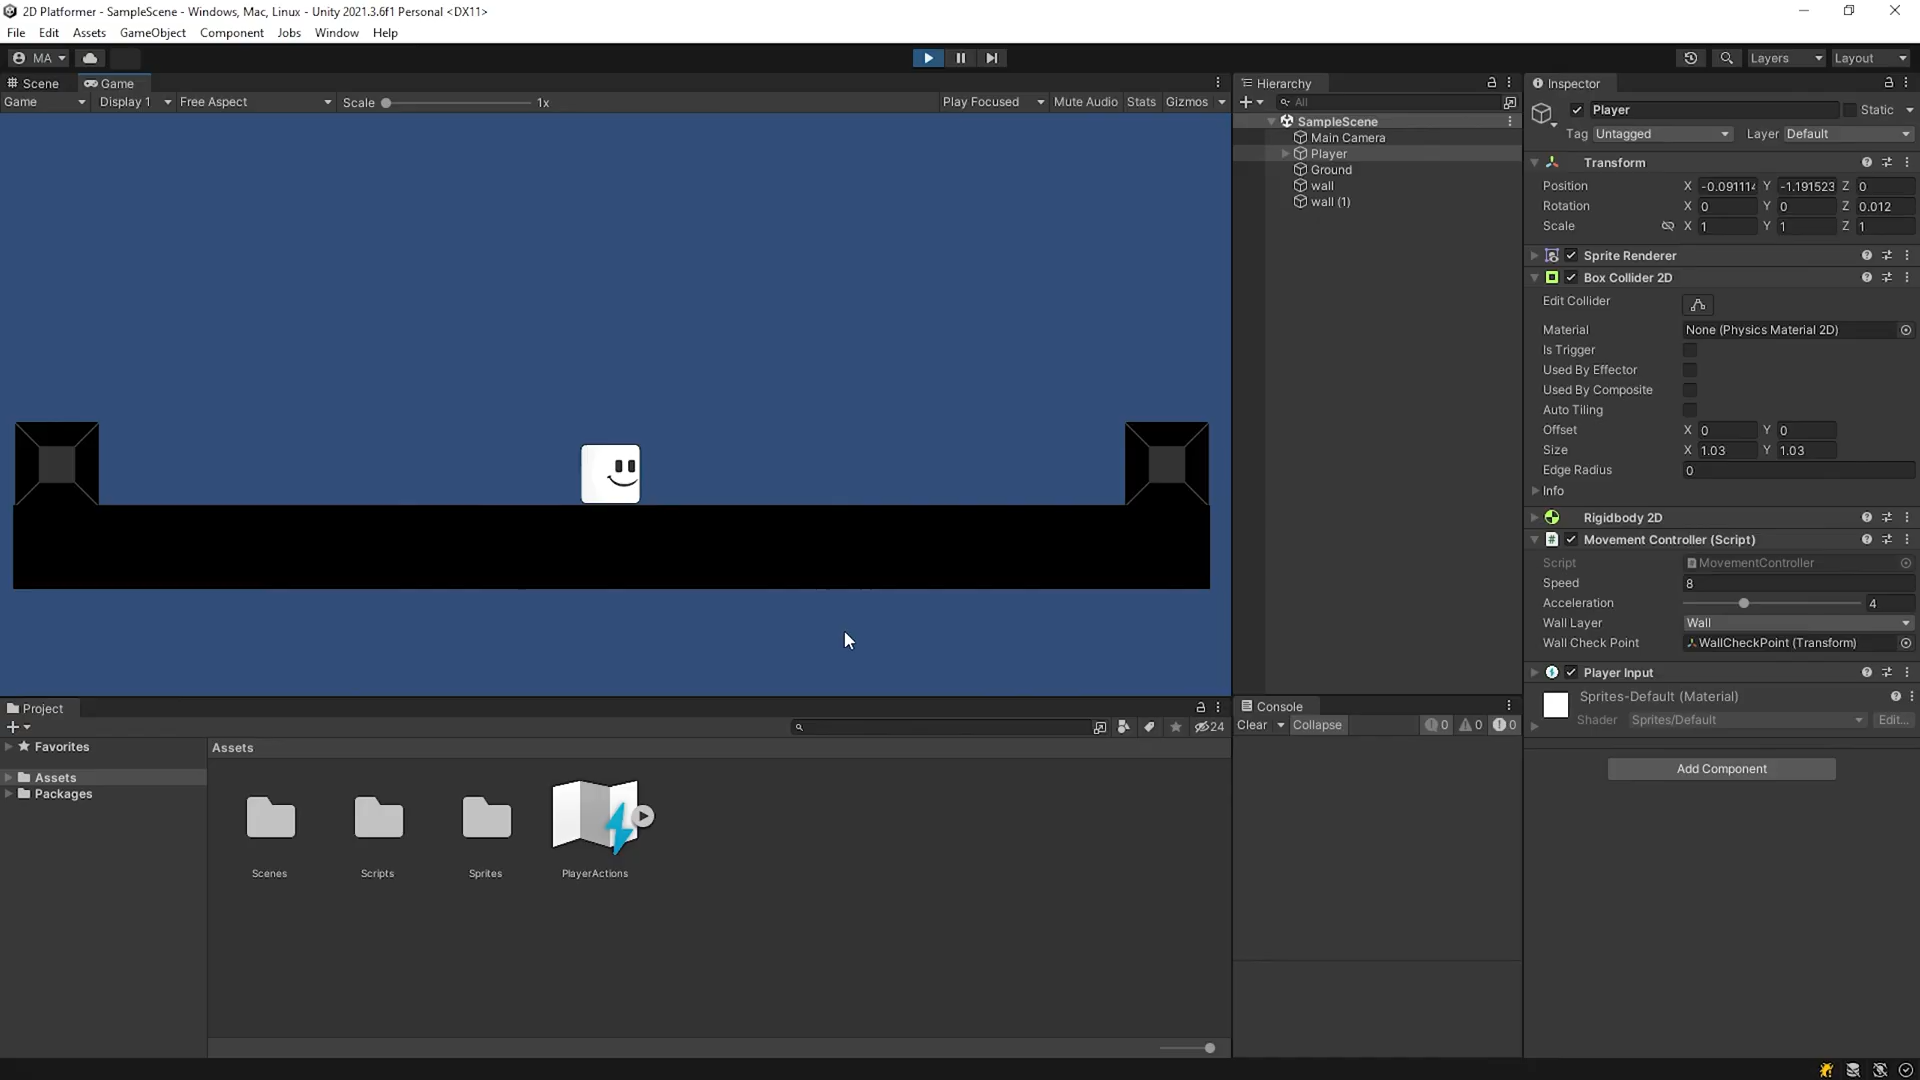 2D Platformer - SampleScene - Windows, Mac, Linux - Unity 2021.3.6f1 Personal <DX11>
File Edit Assets GameObject Component Jobs Window Help
MA Layers Layout
Scene Game
Game Display 1 Free Aspect Scale 1x Play Focused Mute Audio Stats Gizmos
Hierarchy
All
SampleScene
Main Camera
Player
Ground
wall
wall (1)
Inspector
Player Static
Tag Untagged Layer Default
Transform
Position X -0.09111 Y -1.191523 Z 0
Rotation X 0 Y 0 Z 0.012
Scale X 1 Y 1 Z 1
Sprite Renderer
Box Collider 2D
Edit Collider
Material None (Physics Material 2D)
Is Trigger
Used By Effector
Used By Composite
Auto Tiling
Offset X 0 Y 0
Size X 1.03 Y 1.03
Edge Radius 0
Info
Rigidbody 2D
Movement Controller (Script)
Script MovementController
Speed 8
Acceleration 4
Wall Layer Wall
Wall Check Point WallCheckPoint (Transform)
Player Input
Sprites-Default (Material)
Shader Sprites/Default Edit...
Add Component
Project
24
Favorites
Assets
Packages
Assets
Scenes Scripts Sprites PlayerActions
Console
Clear Collapse 0 0 0